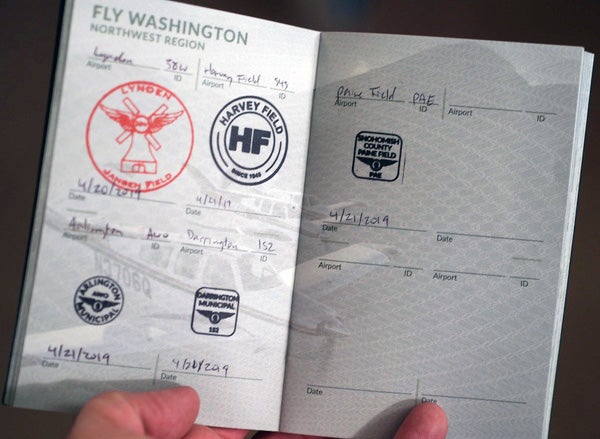 FLY WASHINGTON
NORTHWEST REGION
Lynden 38W Harvey Field S43
Airport ID Airport ID
LYNDEN
JANSEN FIELD
HARVEY FIELD
HF
SINCE 1945
4/20/2019 4/21/19
Date Date
Arlington AWO Darrington 1S2
Airport ID Airport ID
ARLINGTON
AWO
MUNICIPAL
DARRINGTON
MUNICIPAL
1S2
4/21/2019 4/21/2019
Date Date
Paine Field PAE
Airport ID Airport ID
SNOHOMISH
COUNTY
PAINE FIELD
PAE
4/21/2019
Date Date
Airport ID Airport ID
Date Date